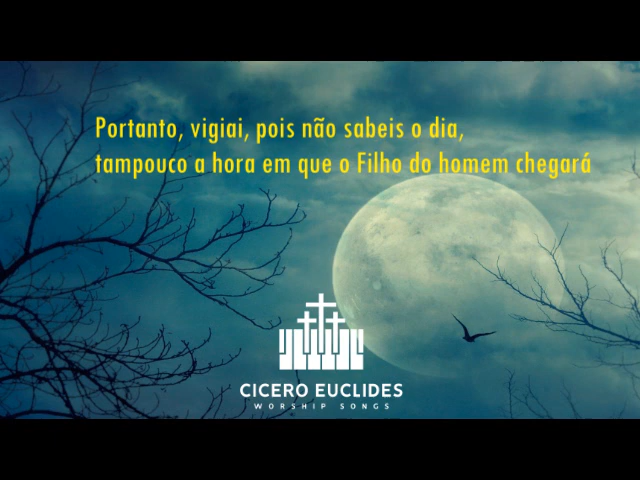 Portanto, vigiai, pois não sabeis o dia,
tampouco a hora em que o Filho do homem chegará
CICERO EUCLIDES
WORSHIP SONGS